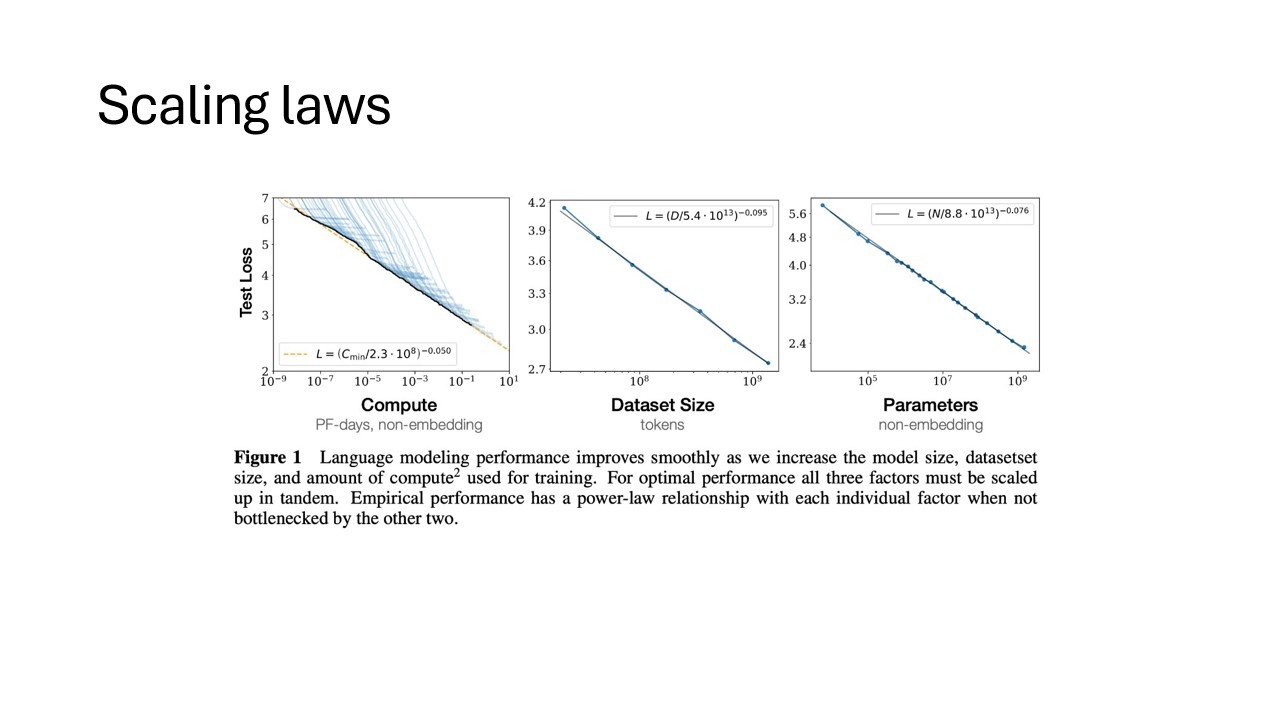 Scaling laws
Test Loss
7
6
5
4
3
2
L = (C_min/2.3 · 10^8)^−0.050
10^−9 10^−7 10^−5 10^−3 10^−1 10^1
Compute
PF-days, non-embedding
4.2
3.9
3.6
3.3
3.0
2.7
L = (D/5.4 · 10^13)^−0.095
10^8 10^9
Dataset Size
tokens
5.6
4.8
4.0
3.2
2.4
L = (N/8.8 · 10^13)^−0.076
10^5 10^7 10^9
Parameters
non-embedding
Figure 1 Language modeling performance improves smoothly as we increase the model size, datasetset
size, and amount of compute^2 used for training. For optimal performance all three factors must be scaled
up in tandem. Empirical performance has a power-law relationship with each individual factor when not
bottlenecked by the other two.